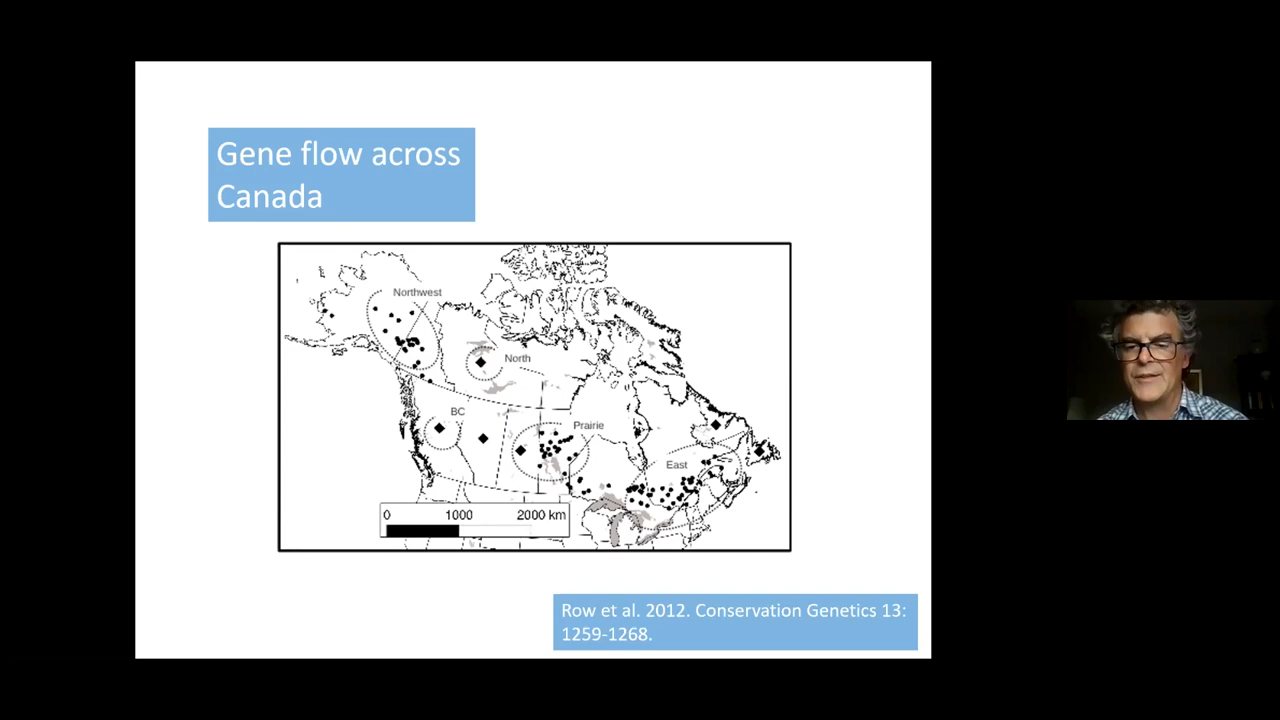 Gene flow across
Canada
Northwest
North
BC
Prairie
East
0 1000 2000 km
Row et al. 2012. Conservation Genetics 13:
1259-1268.